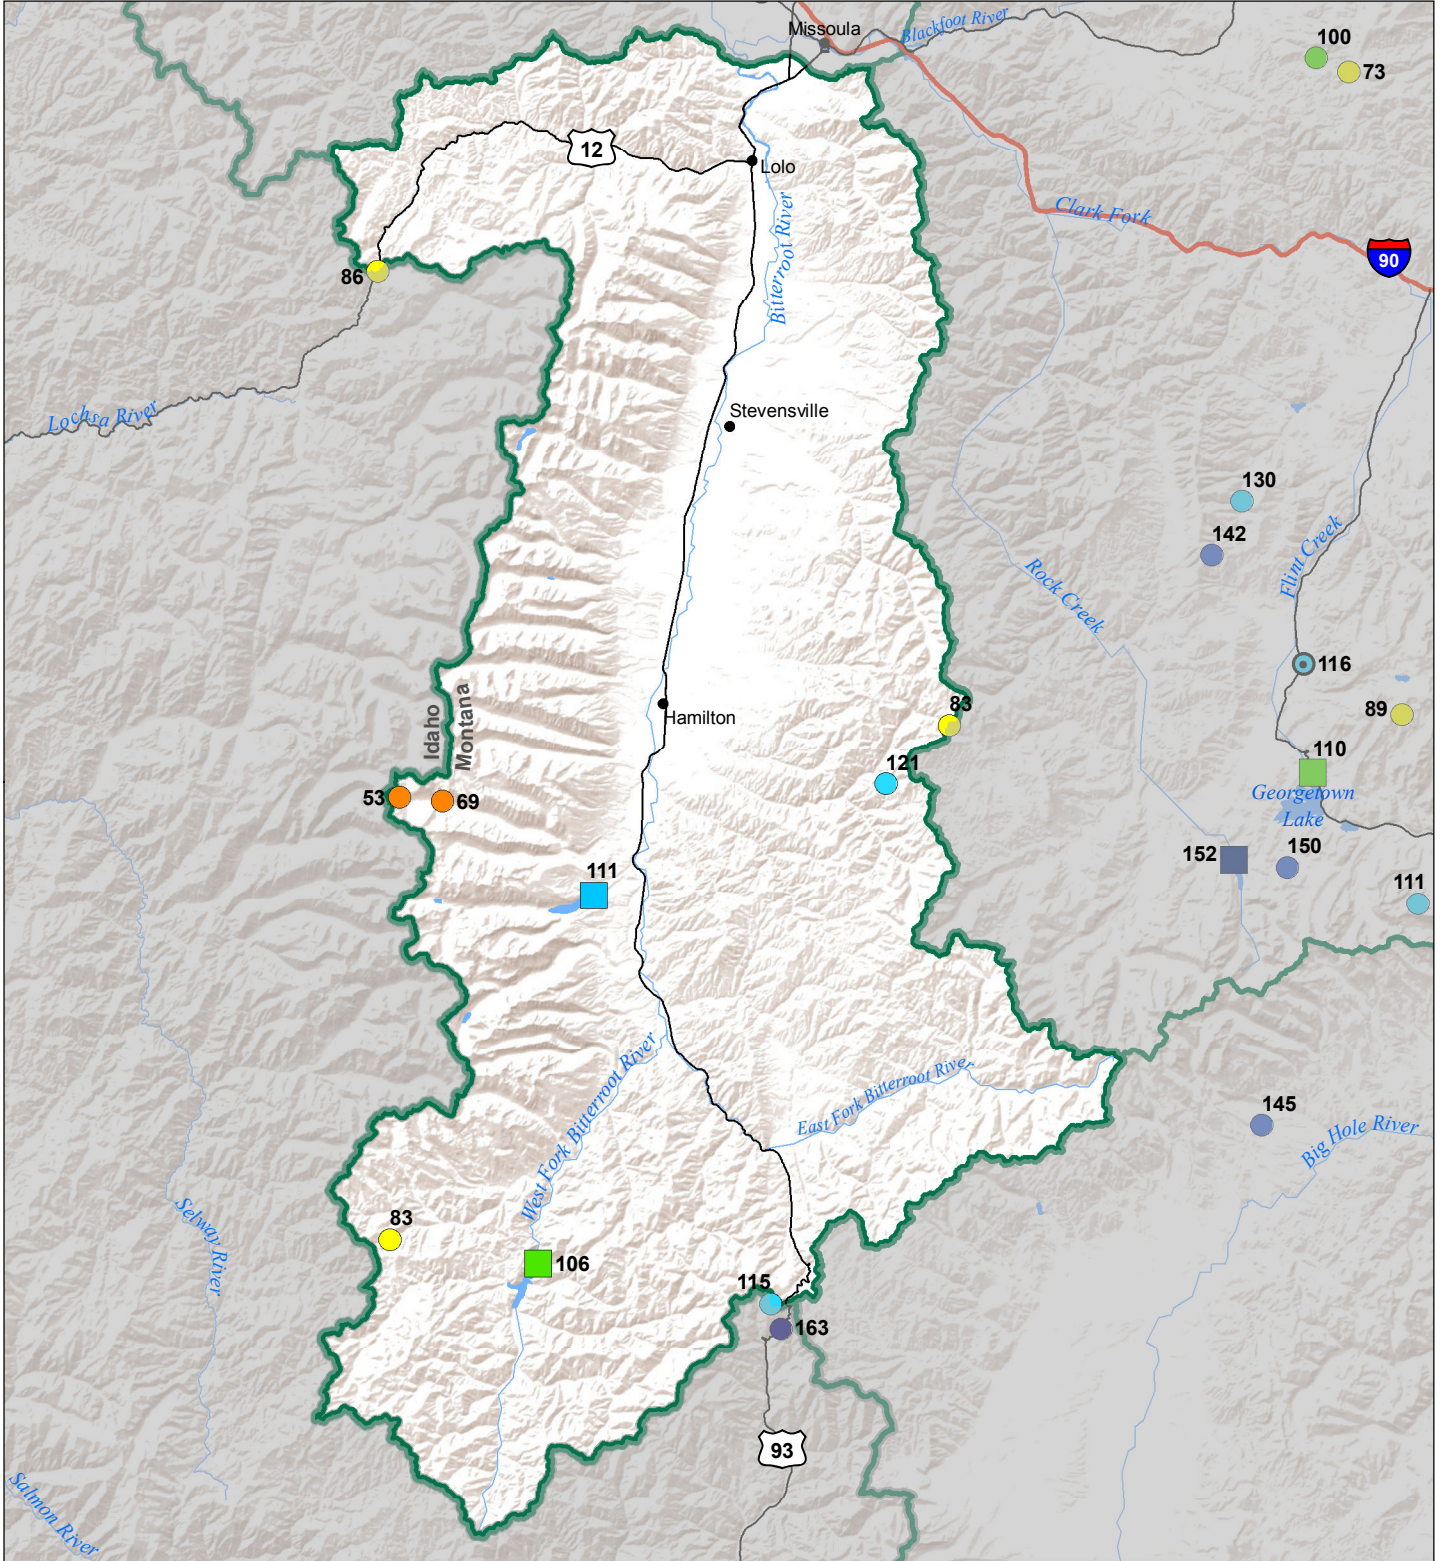 Missoula
Blackfoot River
100
73
12
Lolo
Bitterroot River
Clark Fork
90
86
Lochsa River
Stevensville
130
142
Flint Creek
Rock Creek
116
Idaho
Montana
Hamilton
83
89
110
121
Georgetown
Lake
53
69
152
150
111
111
West Fork Bitterroot River
East Fork Bitterroot River
145
Big Hole River
Selway River
83
106
115
163
93
Salmon River